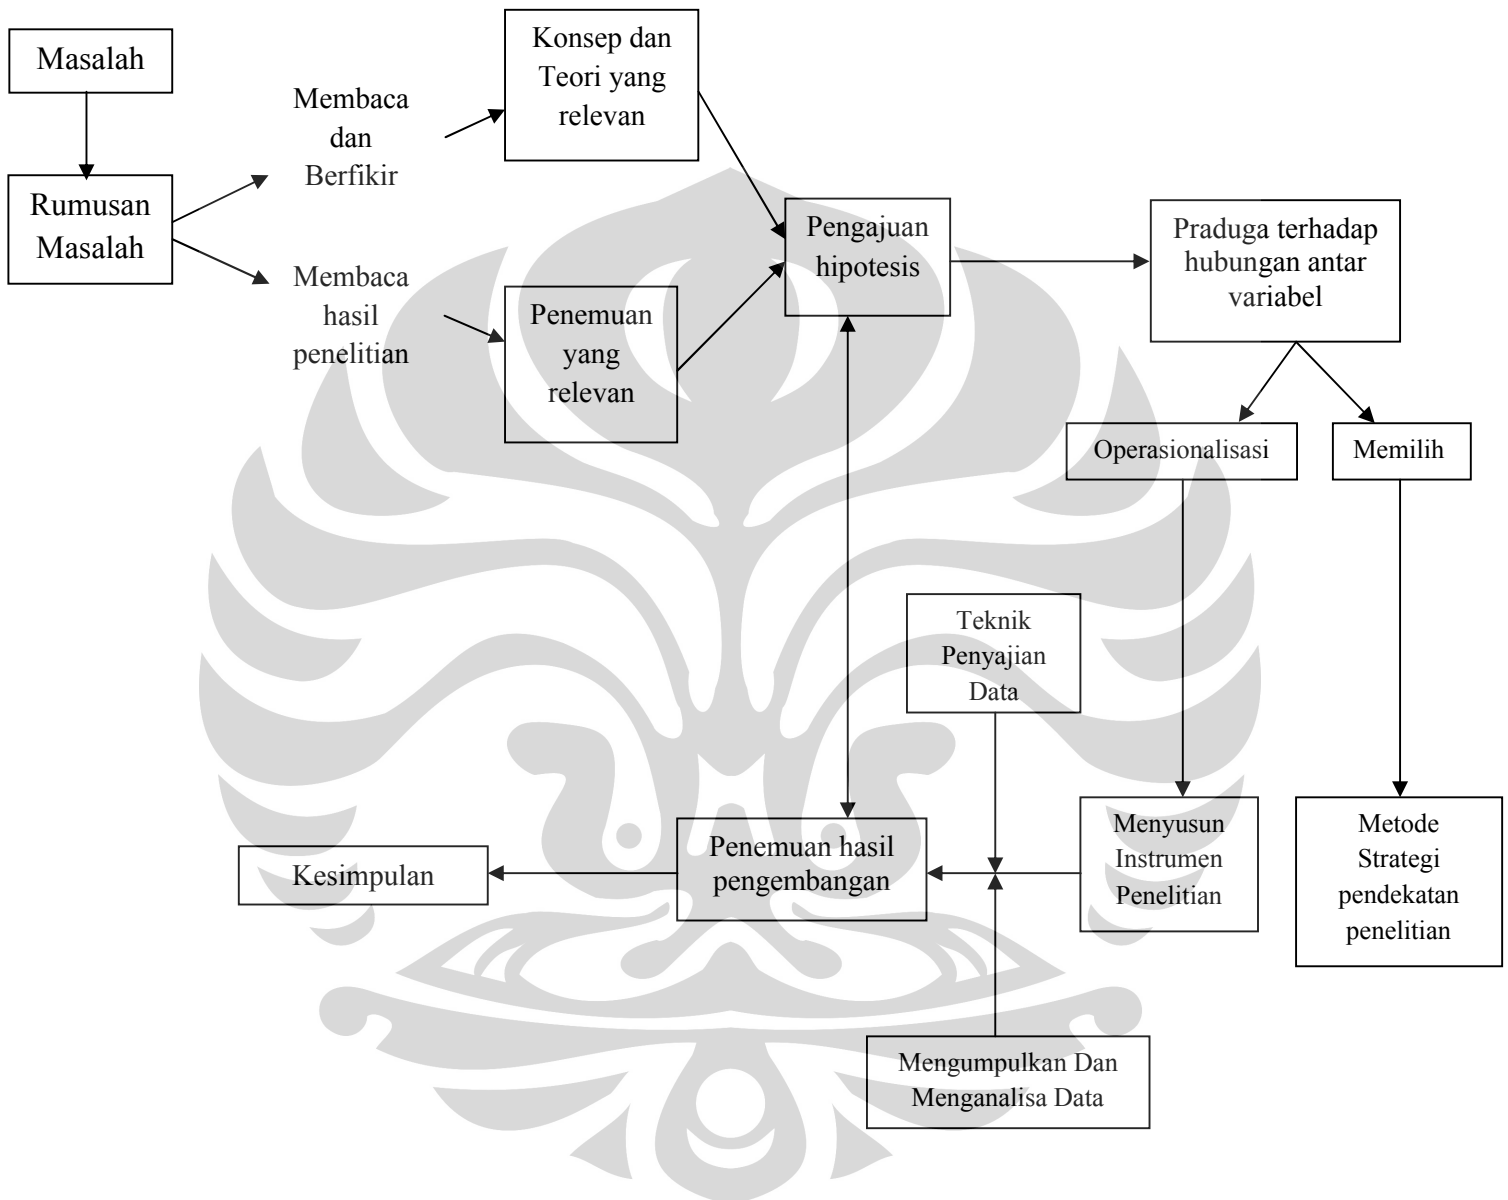 Masalah
Rumusan
Masalah
Membaca
dan
Berfikir
Membaca
hasil
penelitian
Konsep dan
Teori yang
relevan
Penemuan
yang
relevan
Pengajuan
hipotesis
Praduga terhadap
hubungan antar
variabel
Operasionalisasi
Memilih
Teknik
Penyajian
Data
Menyusun
Instrumen
Penelitian
Metode
Strategi
pendekatan
penelitian
Penemuan hasil
pengembangan
Kesimpulan
Mengumpulkan Dan
Menganalisa Data